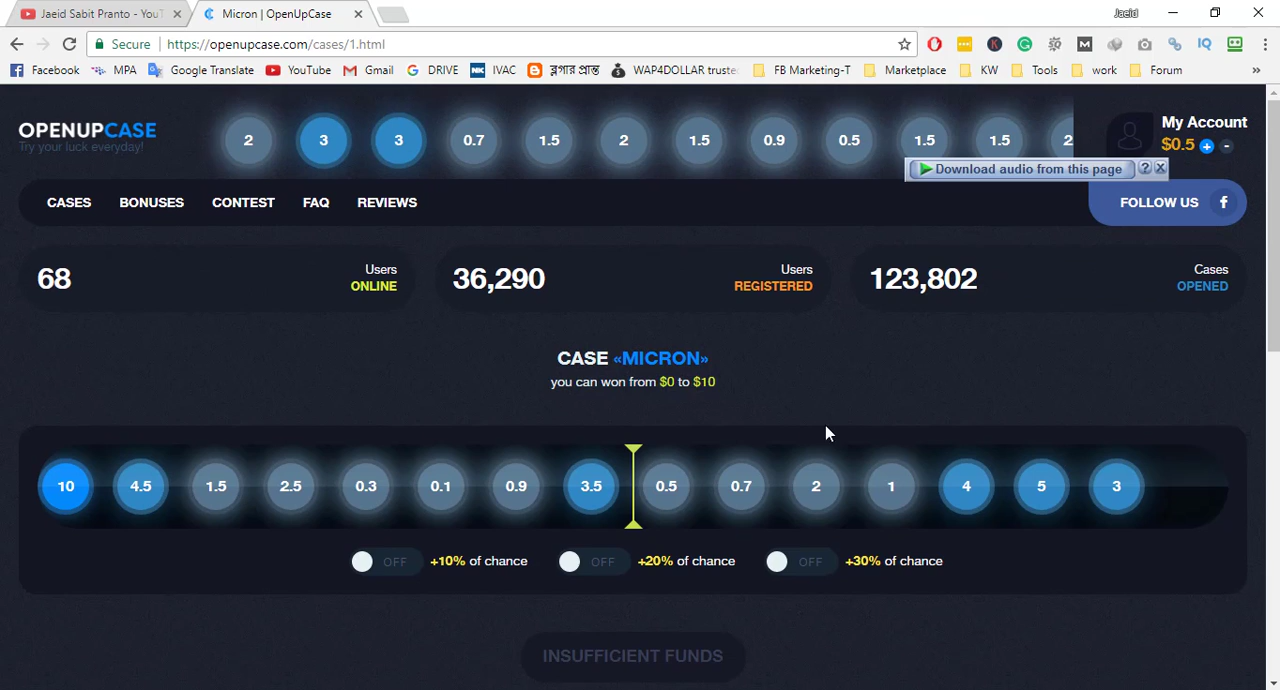 Jaeid Sabit Pranto - YouT
Micron | OpenUpCase
Jaeid
Secure
https://openupcase.com/cases/1.html
Facebook
MPA
Google Translate
YouTube
Gmail
DRIVE
IVAC
ব্লগার প্রান্ত
WAP4DOLLAR truste
FB Marketing-T
Marketplace
KW
Tools
work
Forum
OPENUPCASE
Try your luck everyday!
2 3 3 0.7 1.5 2 1.5 0.9 0.5 1.5 1.5 2
My Account
$0.5 + -
Download audio from this page
CASES BONUSES CONTEST FAQ REVIEWS
FOLLOW US
68
Users
ONLINE
36,290
Users
REGISTERED
123,802
Cases
OPENED
CASE «MICRON»
you can won from $0 to $10
10 4.5 1.5 2.5 0.3 0.1 0.9 3.5 0.5 0.7 2 1 4 5 3
OFF +10% of chance OFF +20% of chance OFF +30% of chance
INSUFFICIENT FUNDS